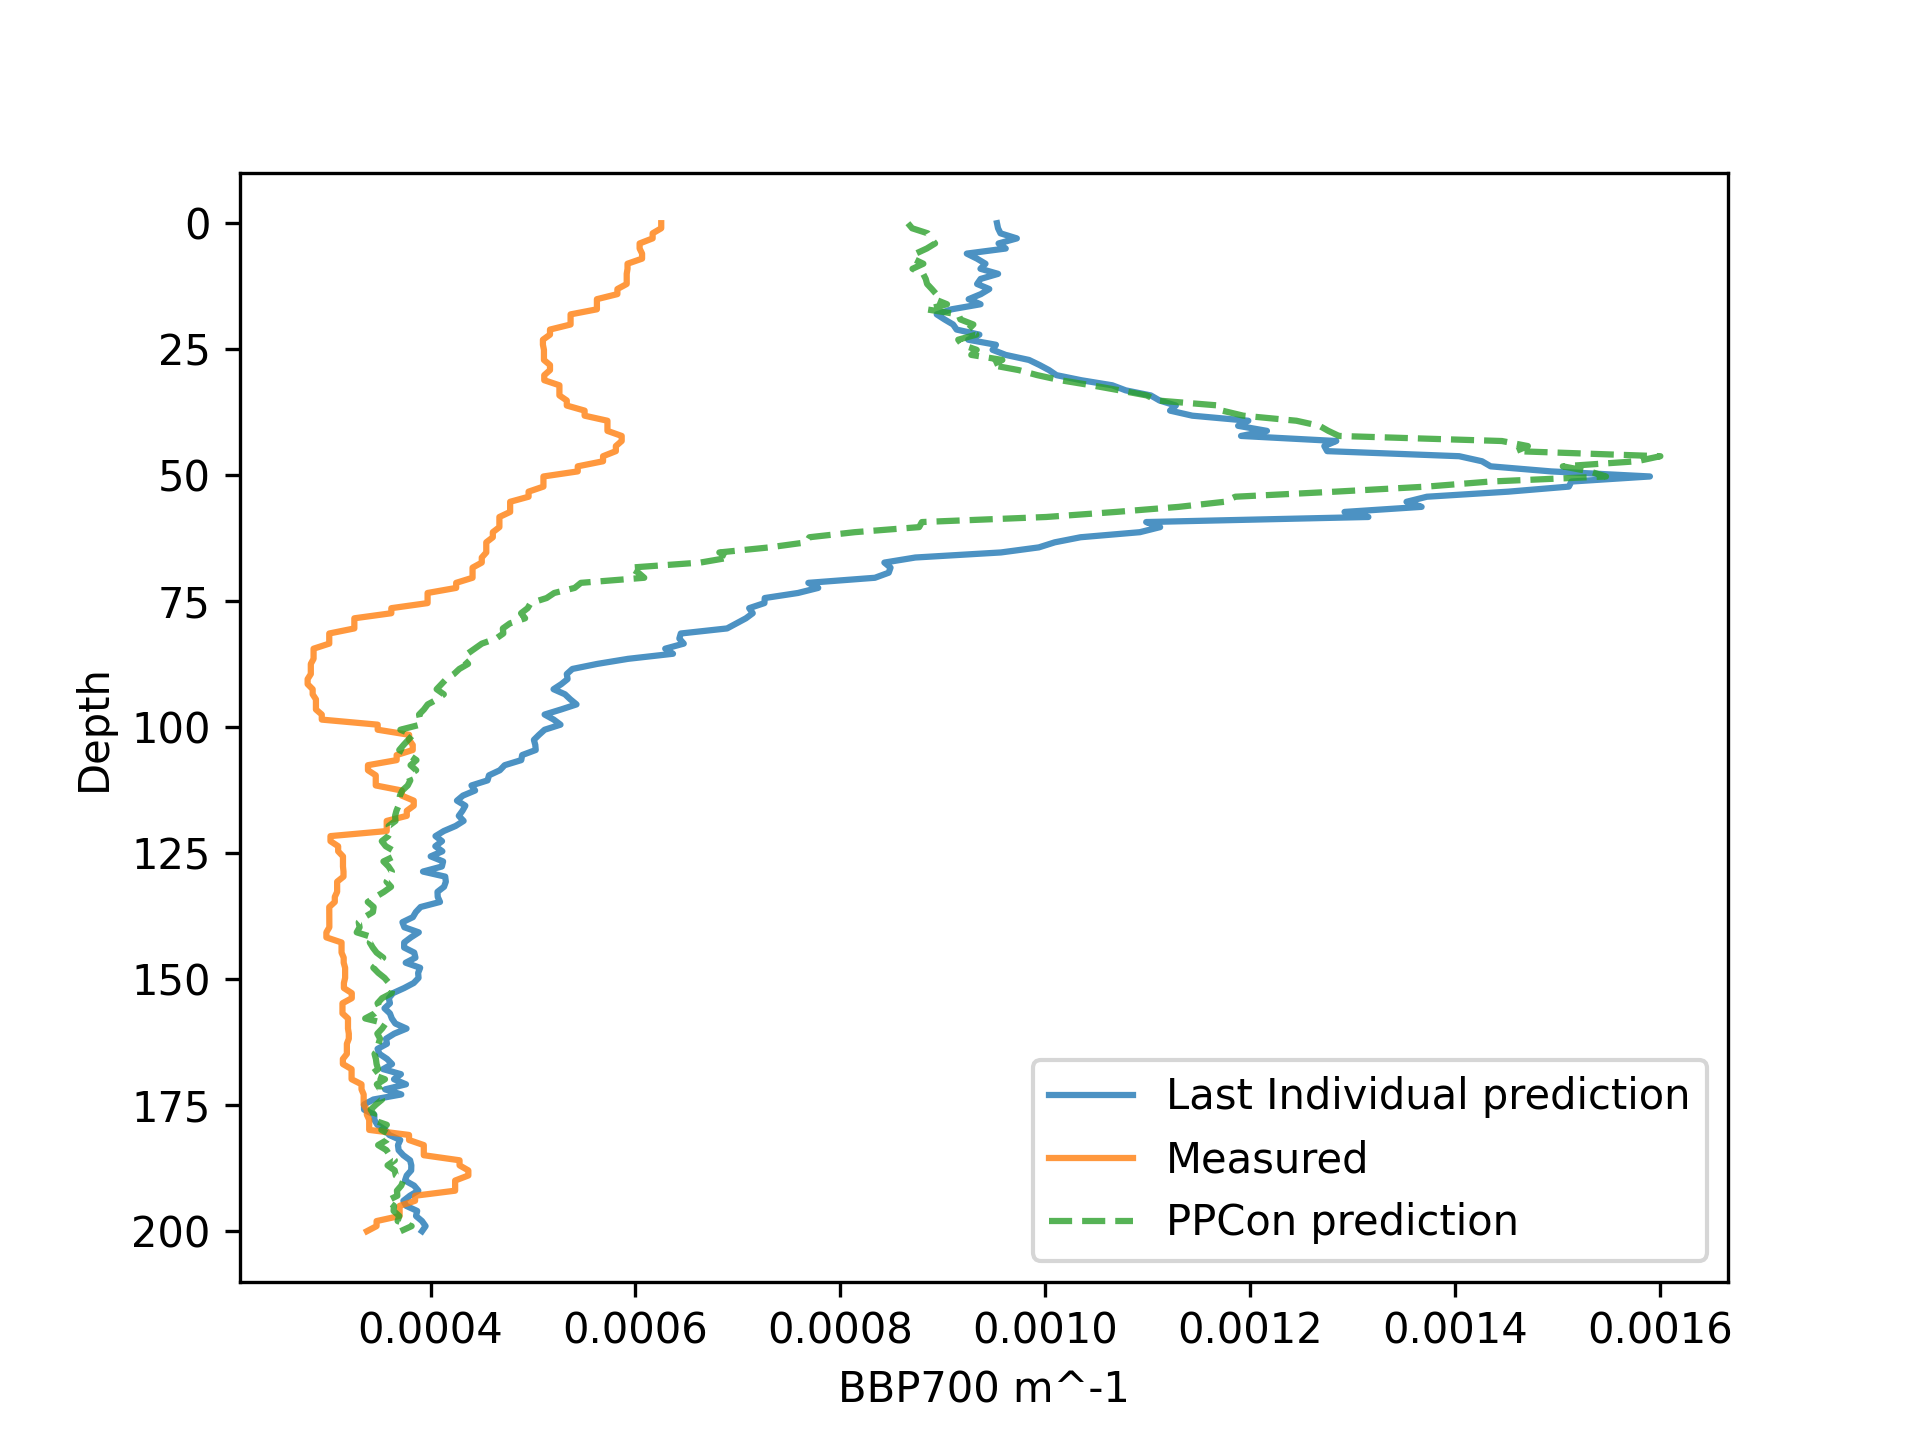 0
25
50
75
100
125
150
175
200
Depth
0.0004 0.0006 0.0008 0.0010 0.0012 0.0014 0.0016
BBP700 m^-1
Last Individual prediction
Measured
PPCon prediction